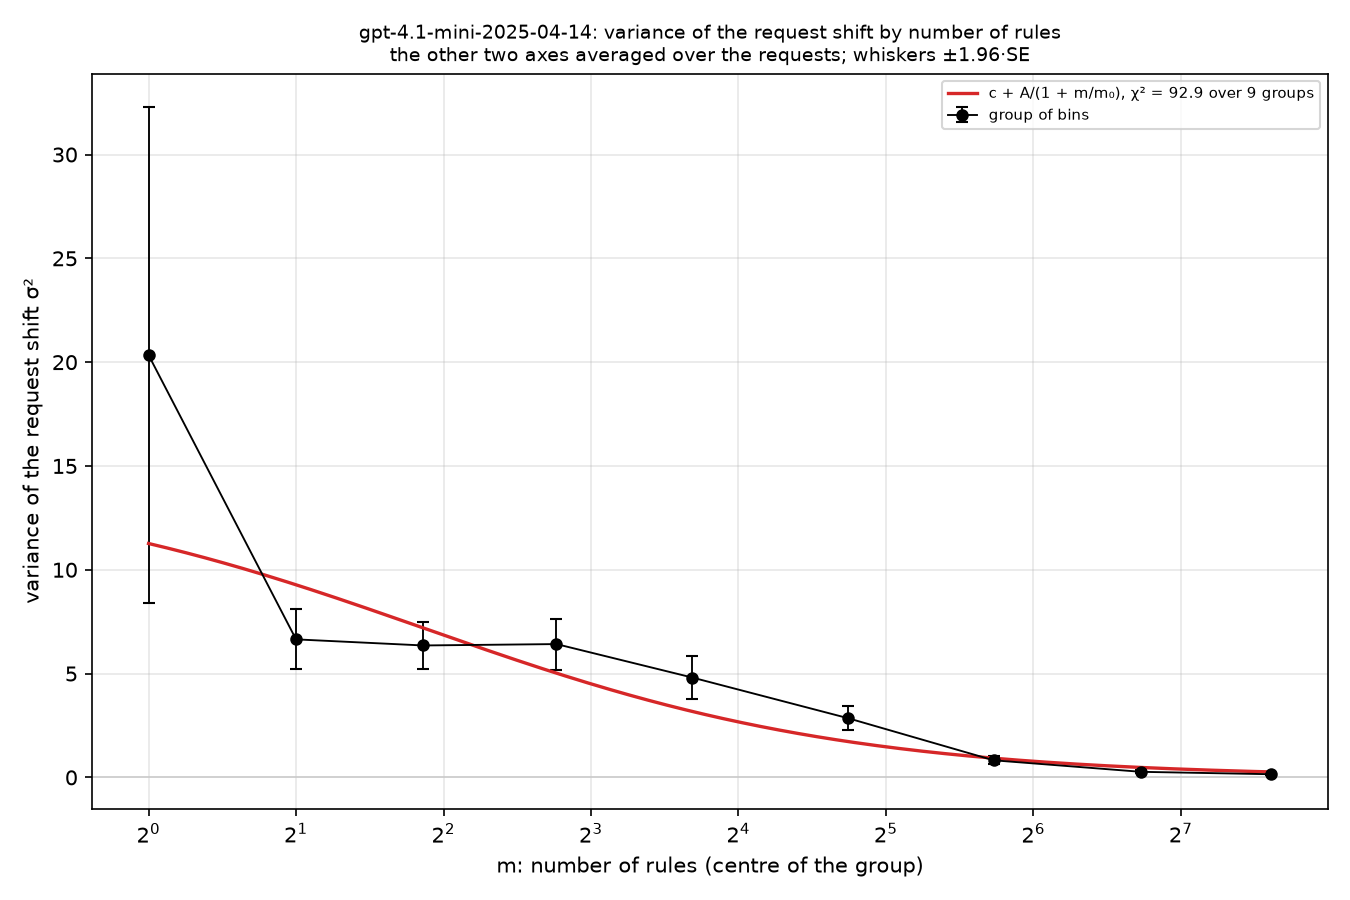 gpt-4.1-mini-2025-04-14: variance of the request shift by number of rules
the other two axes averaged over the requests; whiskers ±1.96·SE
c + A/(1 + m/m₀), χ² = 92.9 over 9 groups
group of bins
variance of the request shift σ²
30
25
20
15
10
5
0
2⁰
2¹
2²
2³
2⁴
2⁵
2⁶
2⁷
m: number of rules (centre of the group)